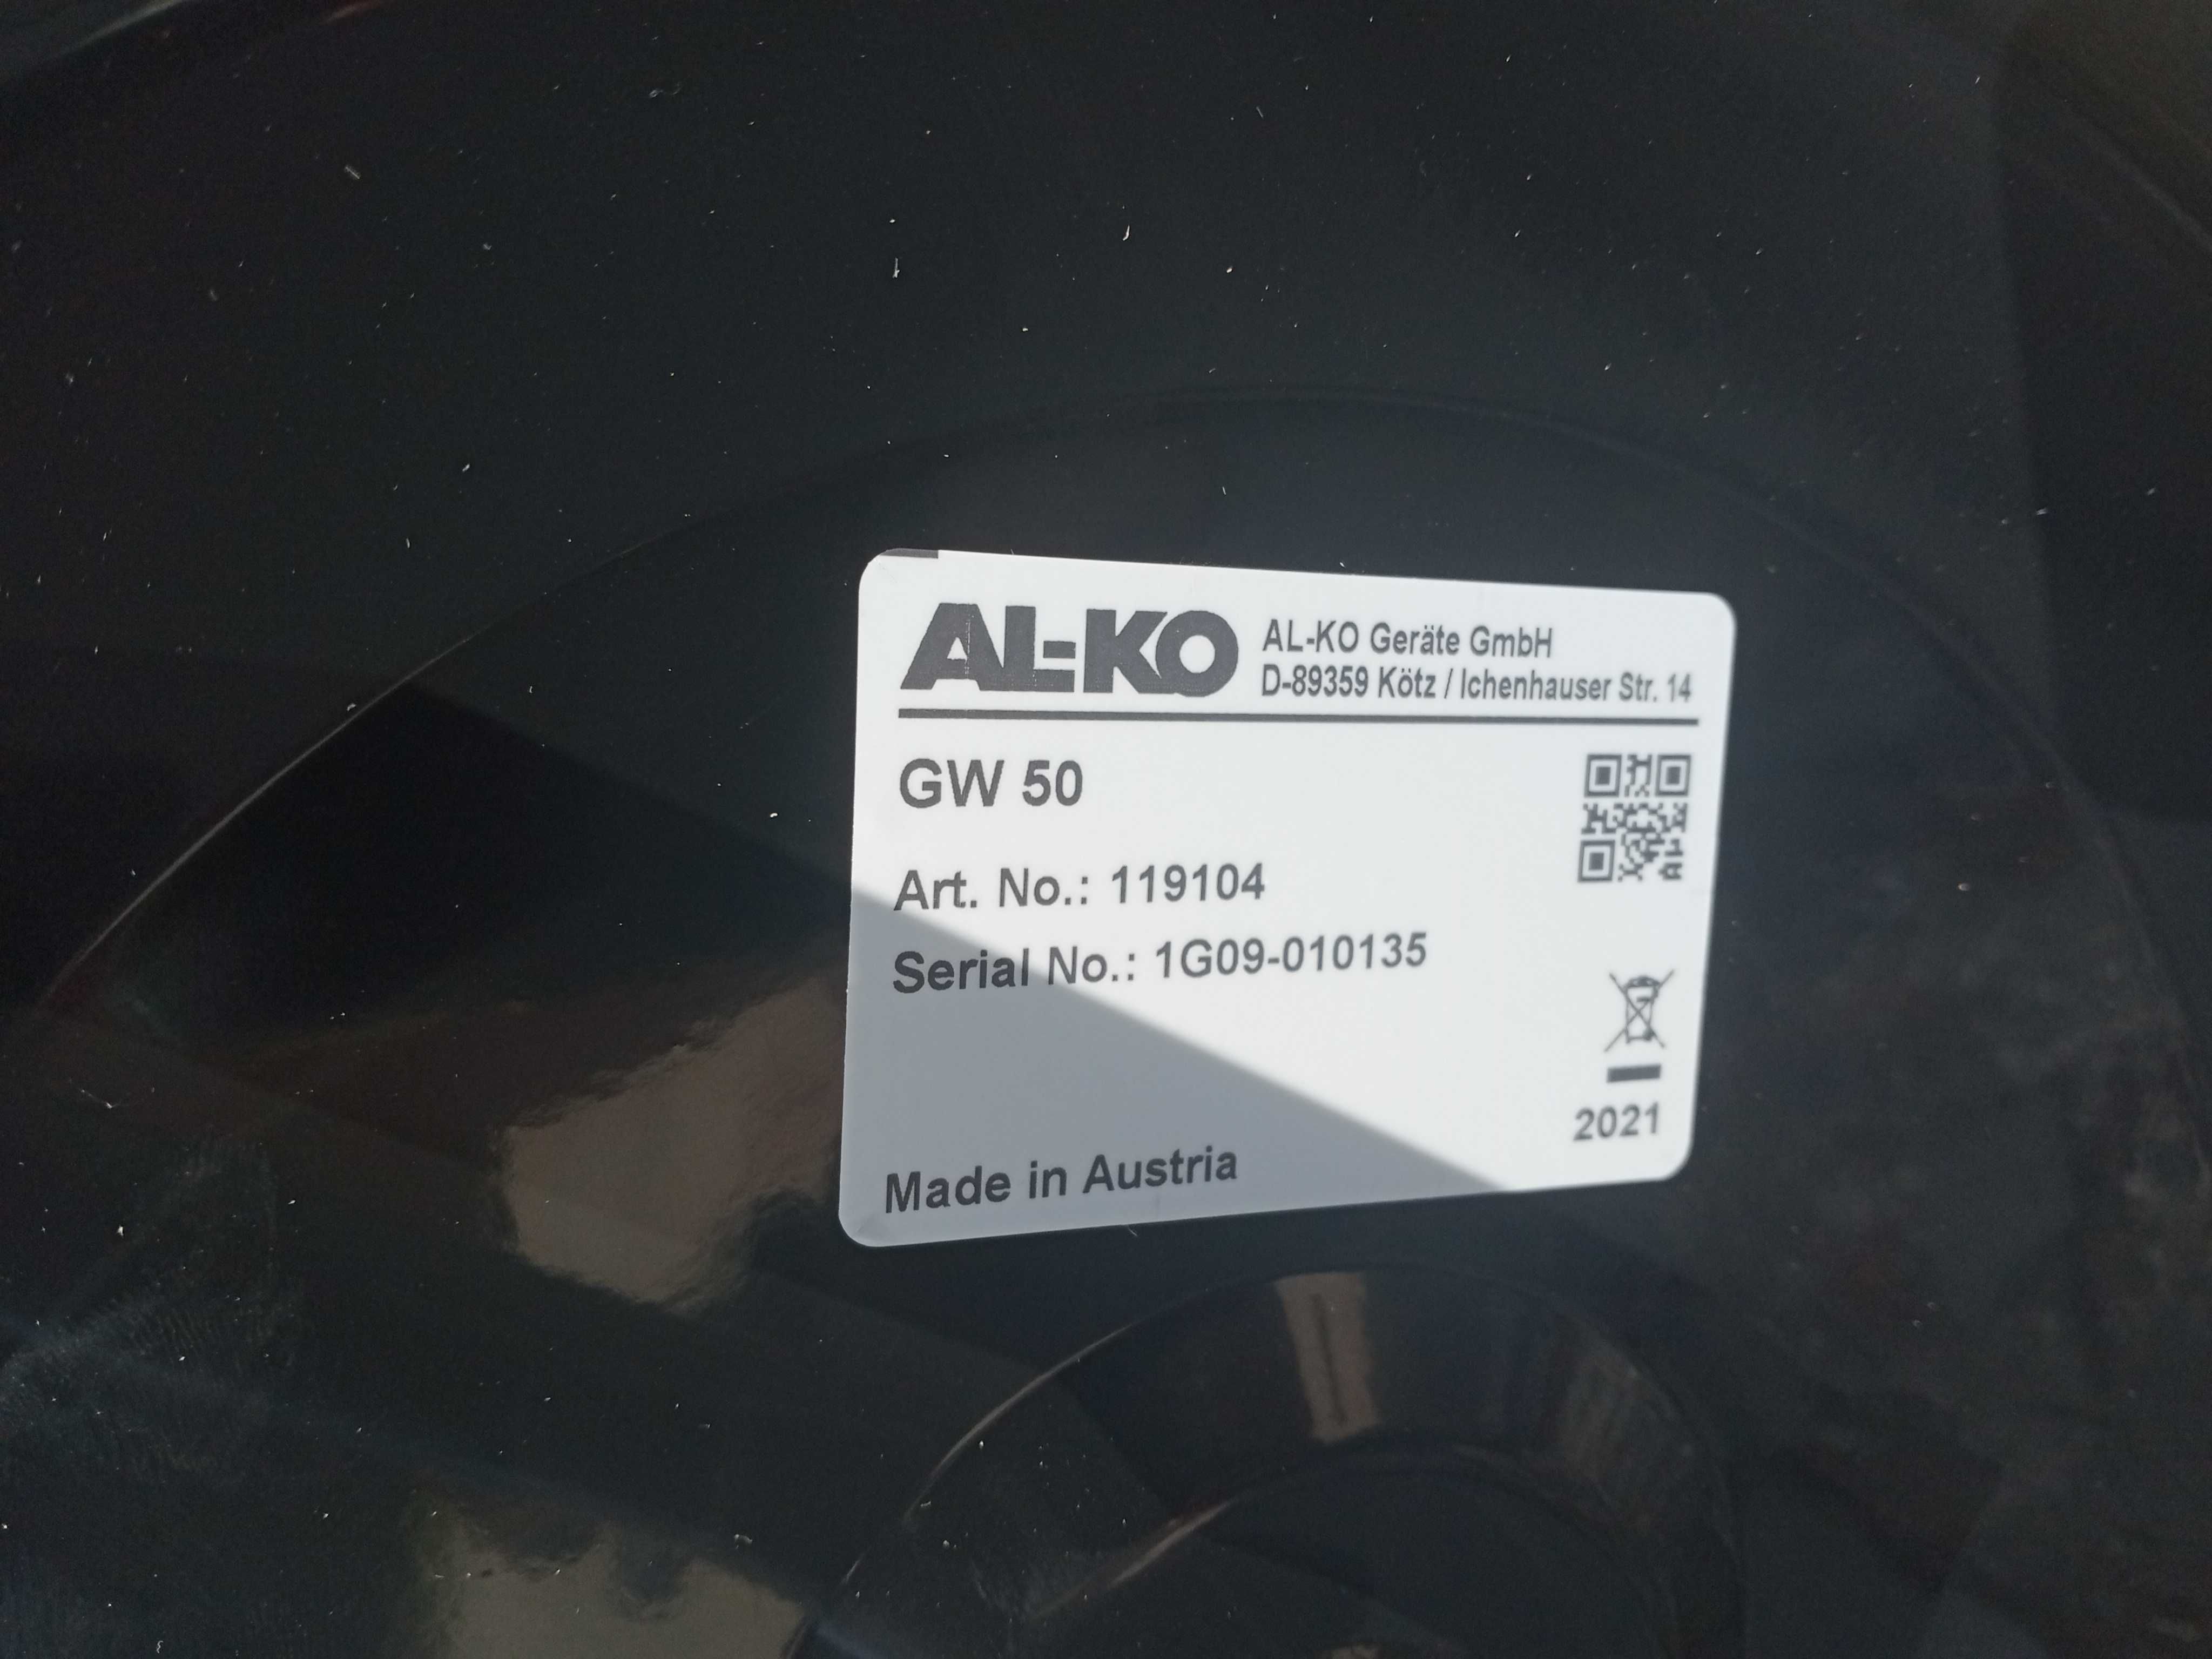 AL-KO
AL-KO Geräte GmbH
D-89359 Kötz / Ichenhauser Str. 14
GW 50
Art. No.: 119104
Serial No.: 1G09-010135
2021
Made in Austria